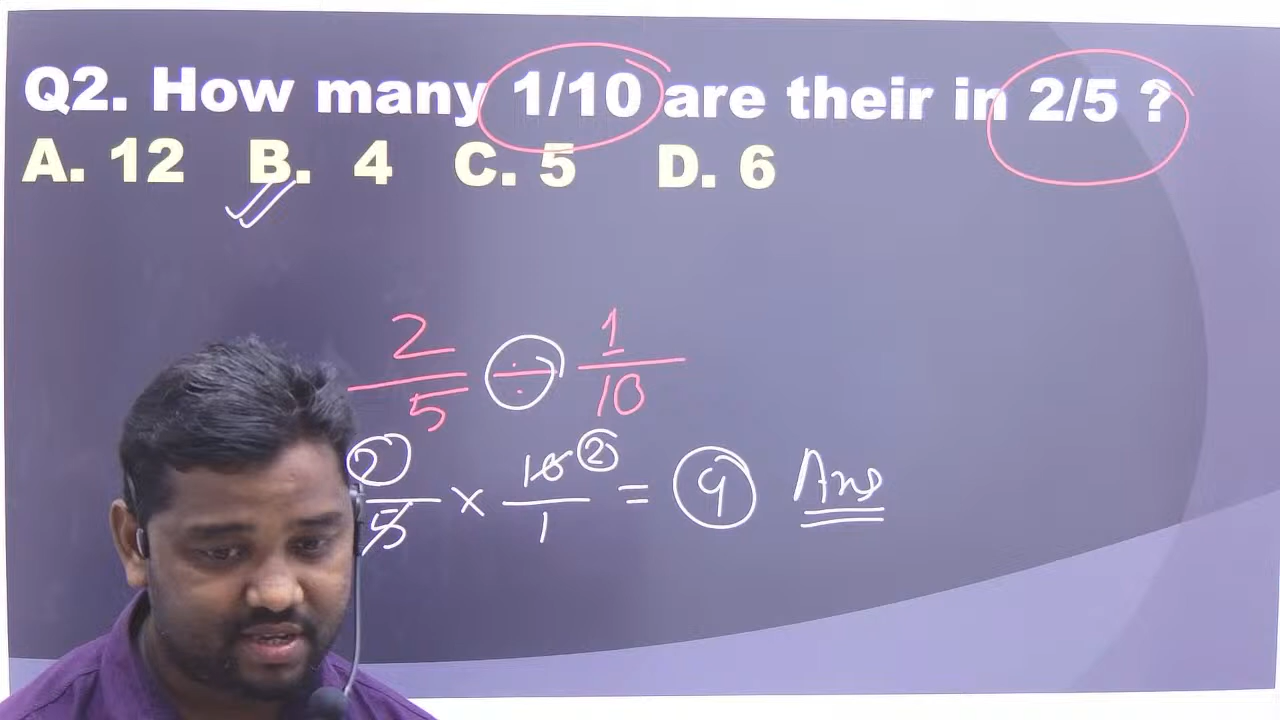 Q2. How many 1/10 are their in 2/5 ?
A. 12 B. 4 C. 5 D. 6
2/5 ÷ 1/10
2/5 × 10/1 2 = 4 Ans